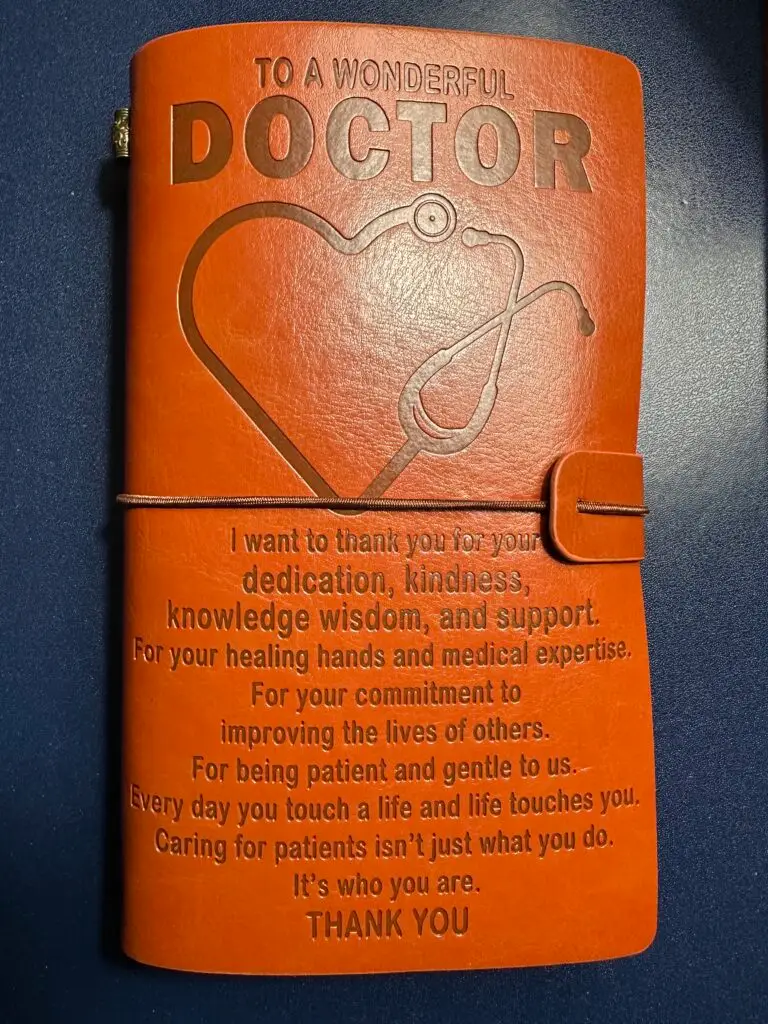 TO A WONDERFUL
DOCTOR
I want to thank you for your
dedication, kindness,
knowledge wisdom, and support.
For your healing hands and medical expertise.
For your commitment to
improving the lives of others.
For being patient and gentle to us.
Every day you touch a life and life touches you.
Caring for patients isn't just what you do.
It's who you are.
THANK YOU